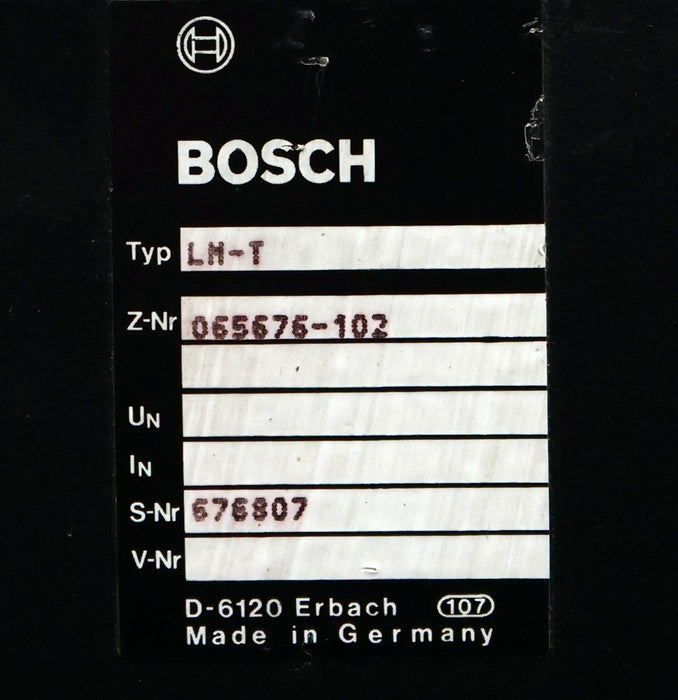 BOSCH
Typ LM-T
Z-Nr 065676-102
UN
IN
S-Nr 676807
V-Nr
D-6120 Erbach 107
Made in Germany